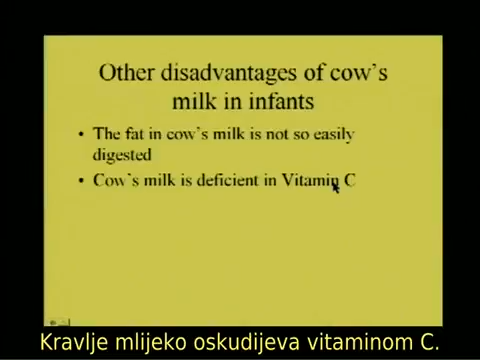 Other disadvantages of cow's
milk in infants
• The fat in cow's milk is not so easily
digested
• Cow's milk is deficient in Vitamin C
Kravlje mlijeko oskudijeva vitaminom C.